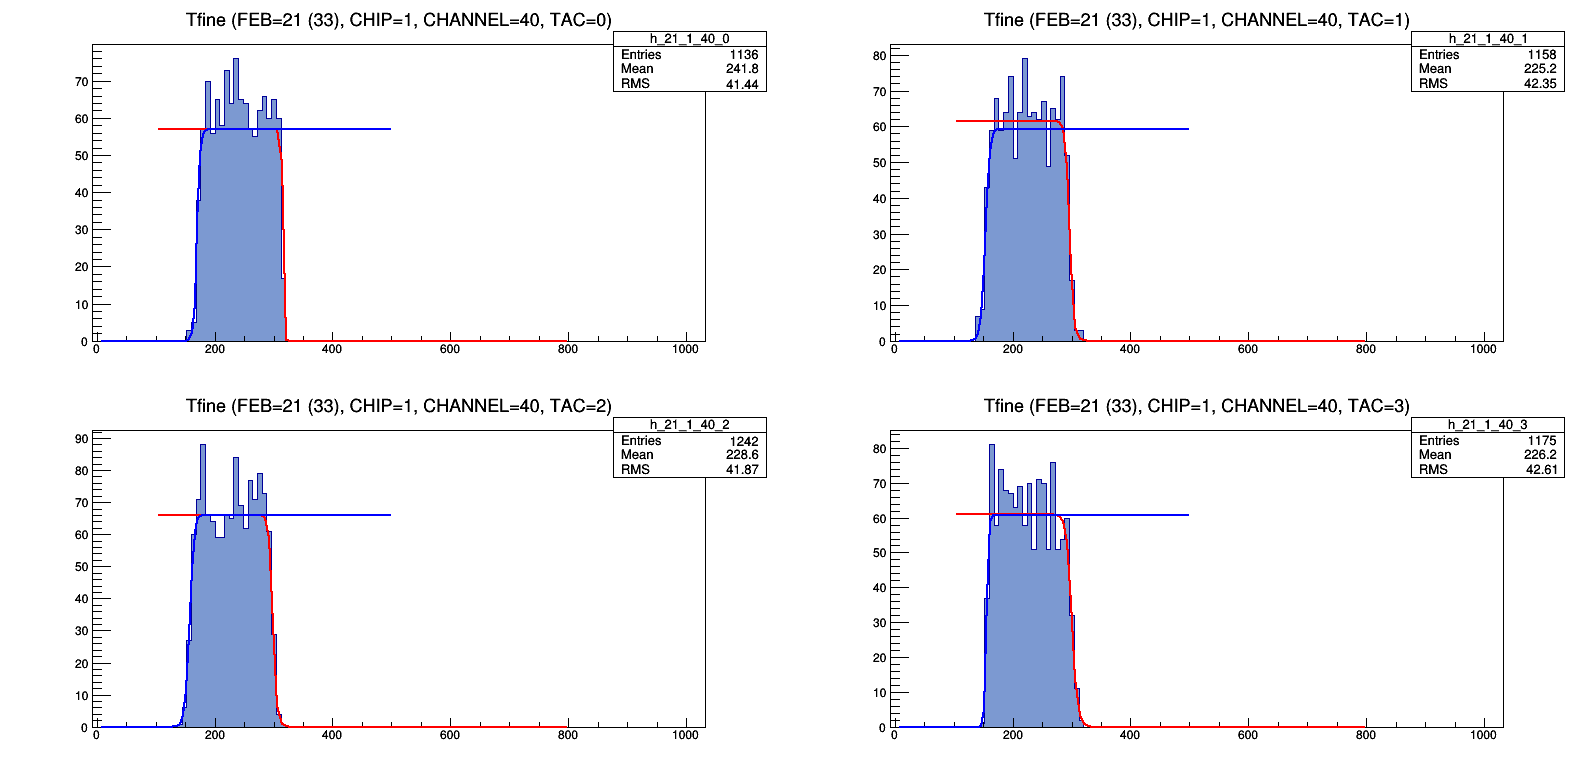 Tfine (FEB=21 (33), CHIP=1, CHANNEL=40, TAC=0)
h_21_1_40_0
Entries 1136
Mean 241.8
RMS 41.44
70
60
50
40
30
20
10
0
0 200 400 600 800 1000
Tfine (FEB=21 (33), CHIP=1, CHANNEL=40, TAC=1)
h_21_1_40_1
Entries 1158
Mean 225.2
RMS 42.35
80
70
60
50
40
30
20
10
0
0 200 400 600 800 1000
Tfine (FEB=21 (33), CHIP=1, CHANNEL=40, TAC=2)
h_21_1_40_2
Entries 1242
Mean 228.6
RMS 41.87
90
80
70
60
50
40
30
20
10
0
0 200 400 600 800 1000
Tfine (FEB=21 (33), CHIP=1, CHANNEL=40, TAC=3)
h_21_1_40_3
Entries 1175
Mean 226.2
RMS 42.61
80
70
60
50
40
30
20
10
0
0 200 400 600 800 1000